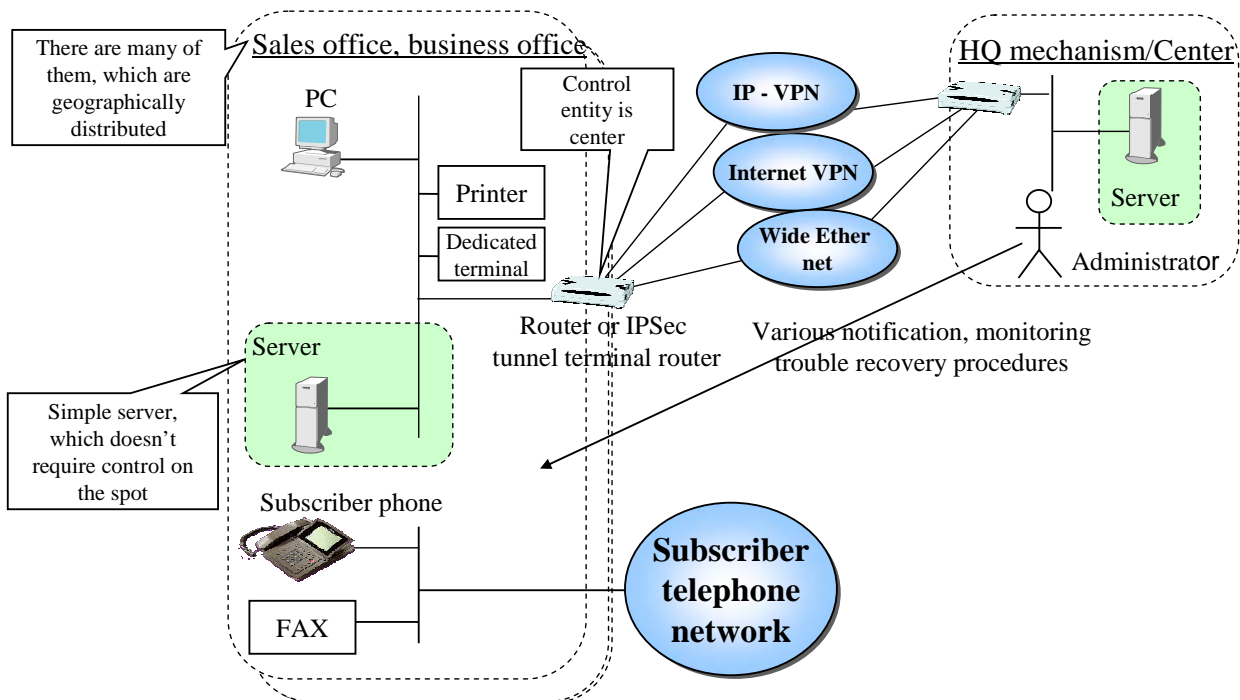 There are many of
them, which are
geographically
distributed
Sales office, business office
PC
Printer
Dedicated
terminal
Control
entity is
center
IP - VPN
Internet VPN
Wide Ether
net
HQ mechanism/Center
Server
Administrator
Router or IPSec
tunnel terminal router
Various notification, monitoring
trouble recovery procedures
Server
Simple server,
which doesn’t
require control on
the spot
Subscriber phone
FAX
Subscriber
telephone
network